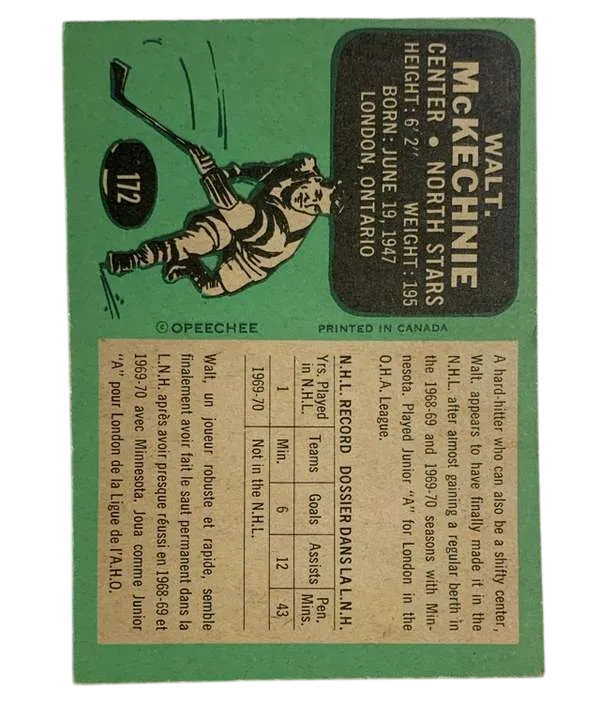 WALT.
McKECHNIE
CENTER • NORTH STARS
HEIGHT: 6' 2" WEIGHT: 195
BORN: JUNE 19, 1947
LONDON, ONTARIO
172
© OPEECHEE
PRINTED IN CANADA
A hard-hitter who can also be a shifty center,
Walt. appears to have finally made it in the
N.H.L. after almost gaining a regular berth in
the 1968-69 and 1969-70 seasons with Min-
nesota. Played Junior "A" for London in the
O.H.A. League.
N.H.L. RECORD DOSSIER DANS LA L.N.H.
Yrs. Played in N.H.L. Teams Goals Assists Pen. Mins.
1 Min. 6 12 43
1969-70 Not in the N.H.L.
Walt, un joueur robuste et rapide, semble
finalement avoir fait le saut permanent dans la
L.N.H. après avoir presque réussi en 1968-69 et
1969-70 avec Minnesota. Joua comme Junior
"A" pour London de la Ligue de l'A.H.O.